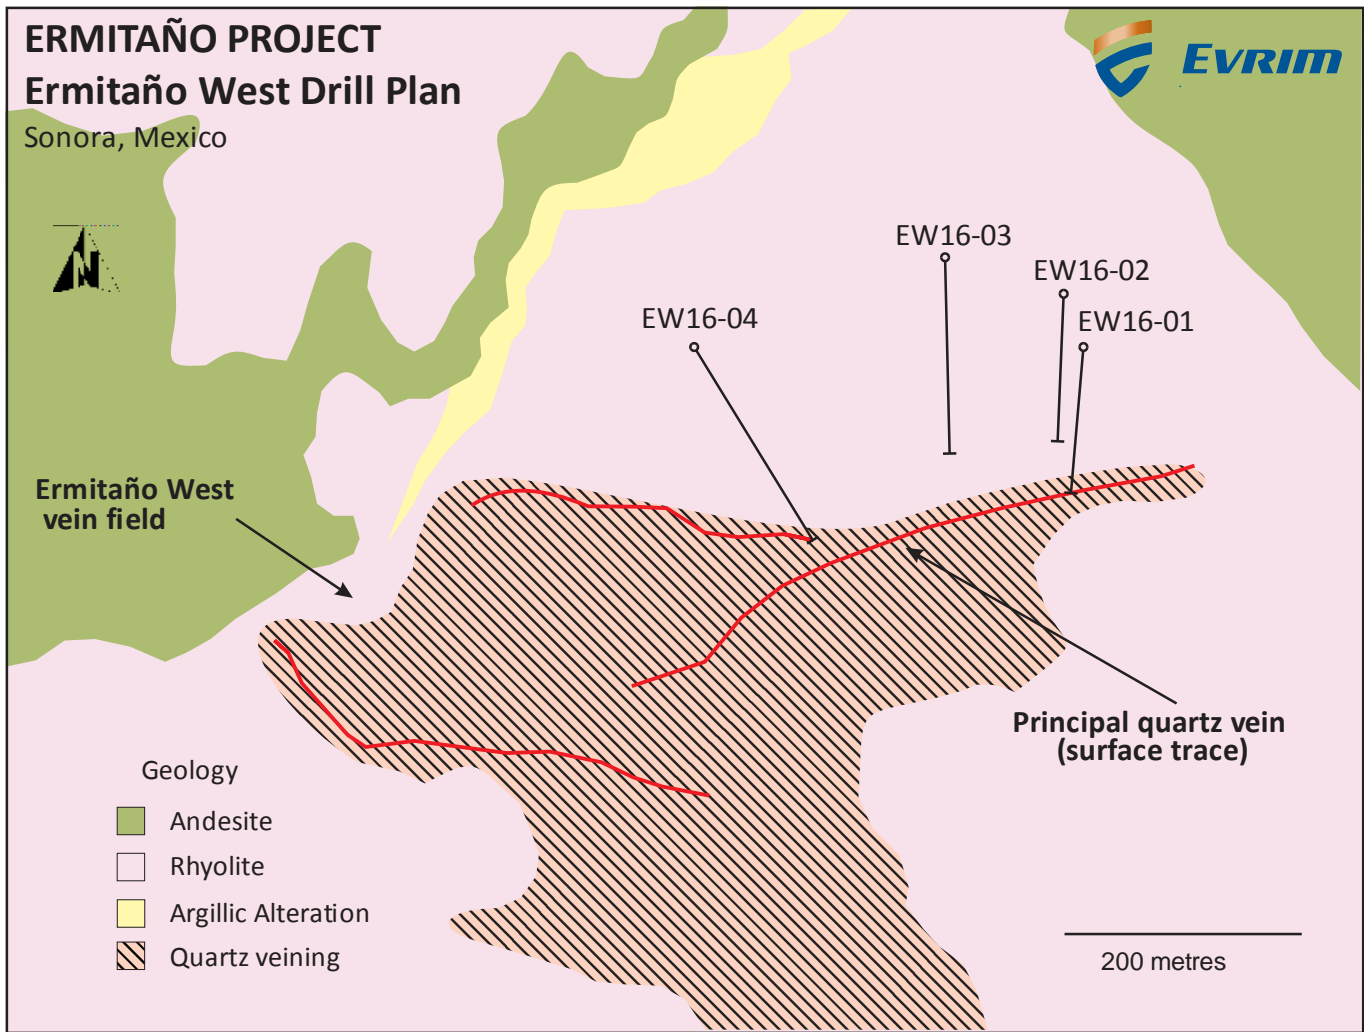 ERMITAÑO PROJECT
Ermitaño West Drill Plan
Sonora, Mexico
EVRIM
N
EW16-03
EW16-02
EW16-01
EW16-04
Ermitaño West
vein field
Principal quartz vein
(surface trace)
Geology
Andesite
Rhyolite
Argillic Alteration
Quartz veining
200 metres